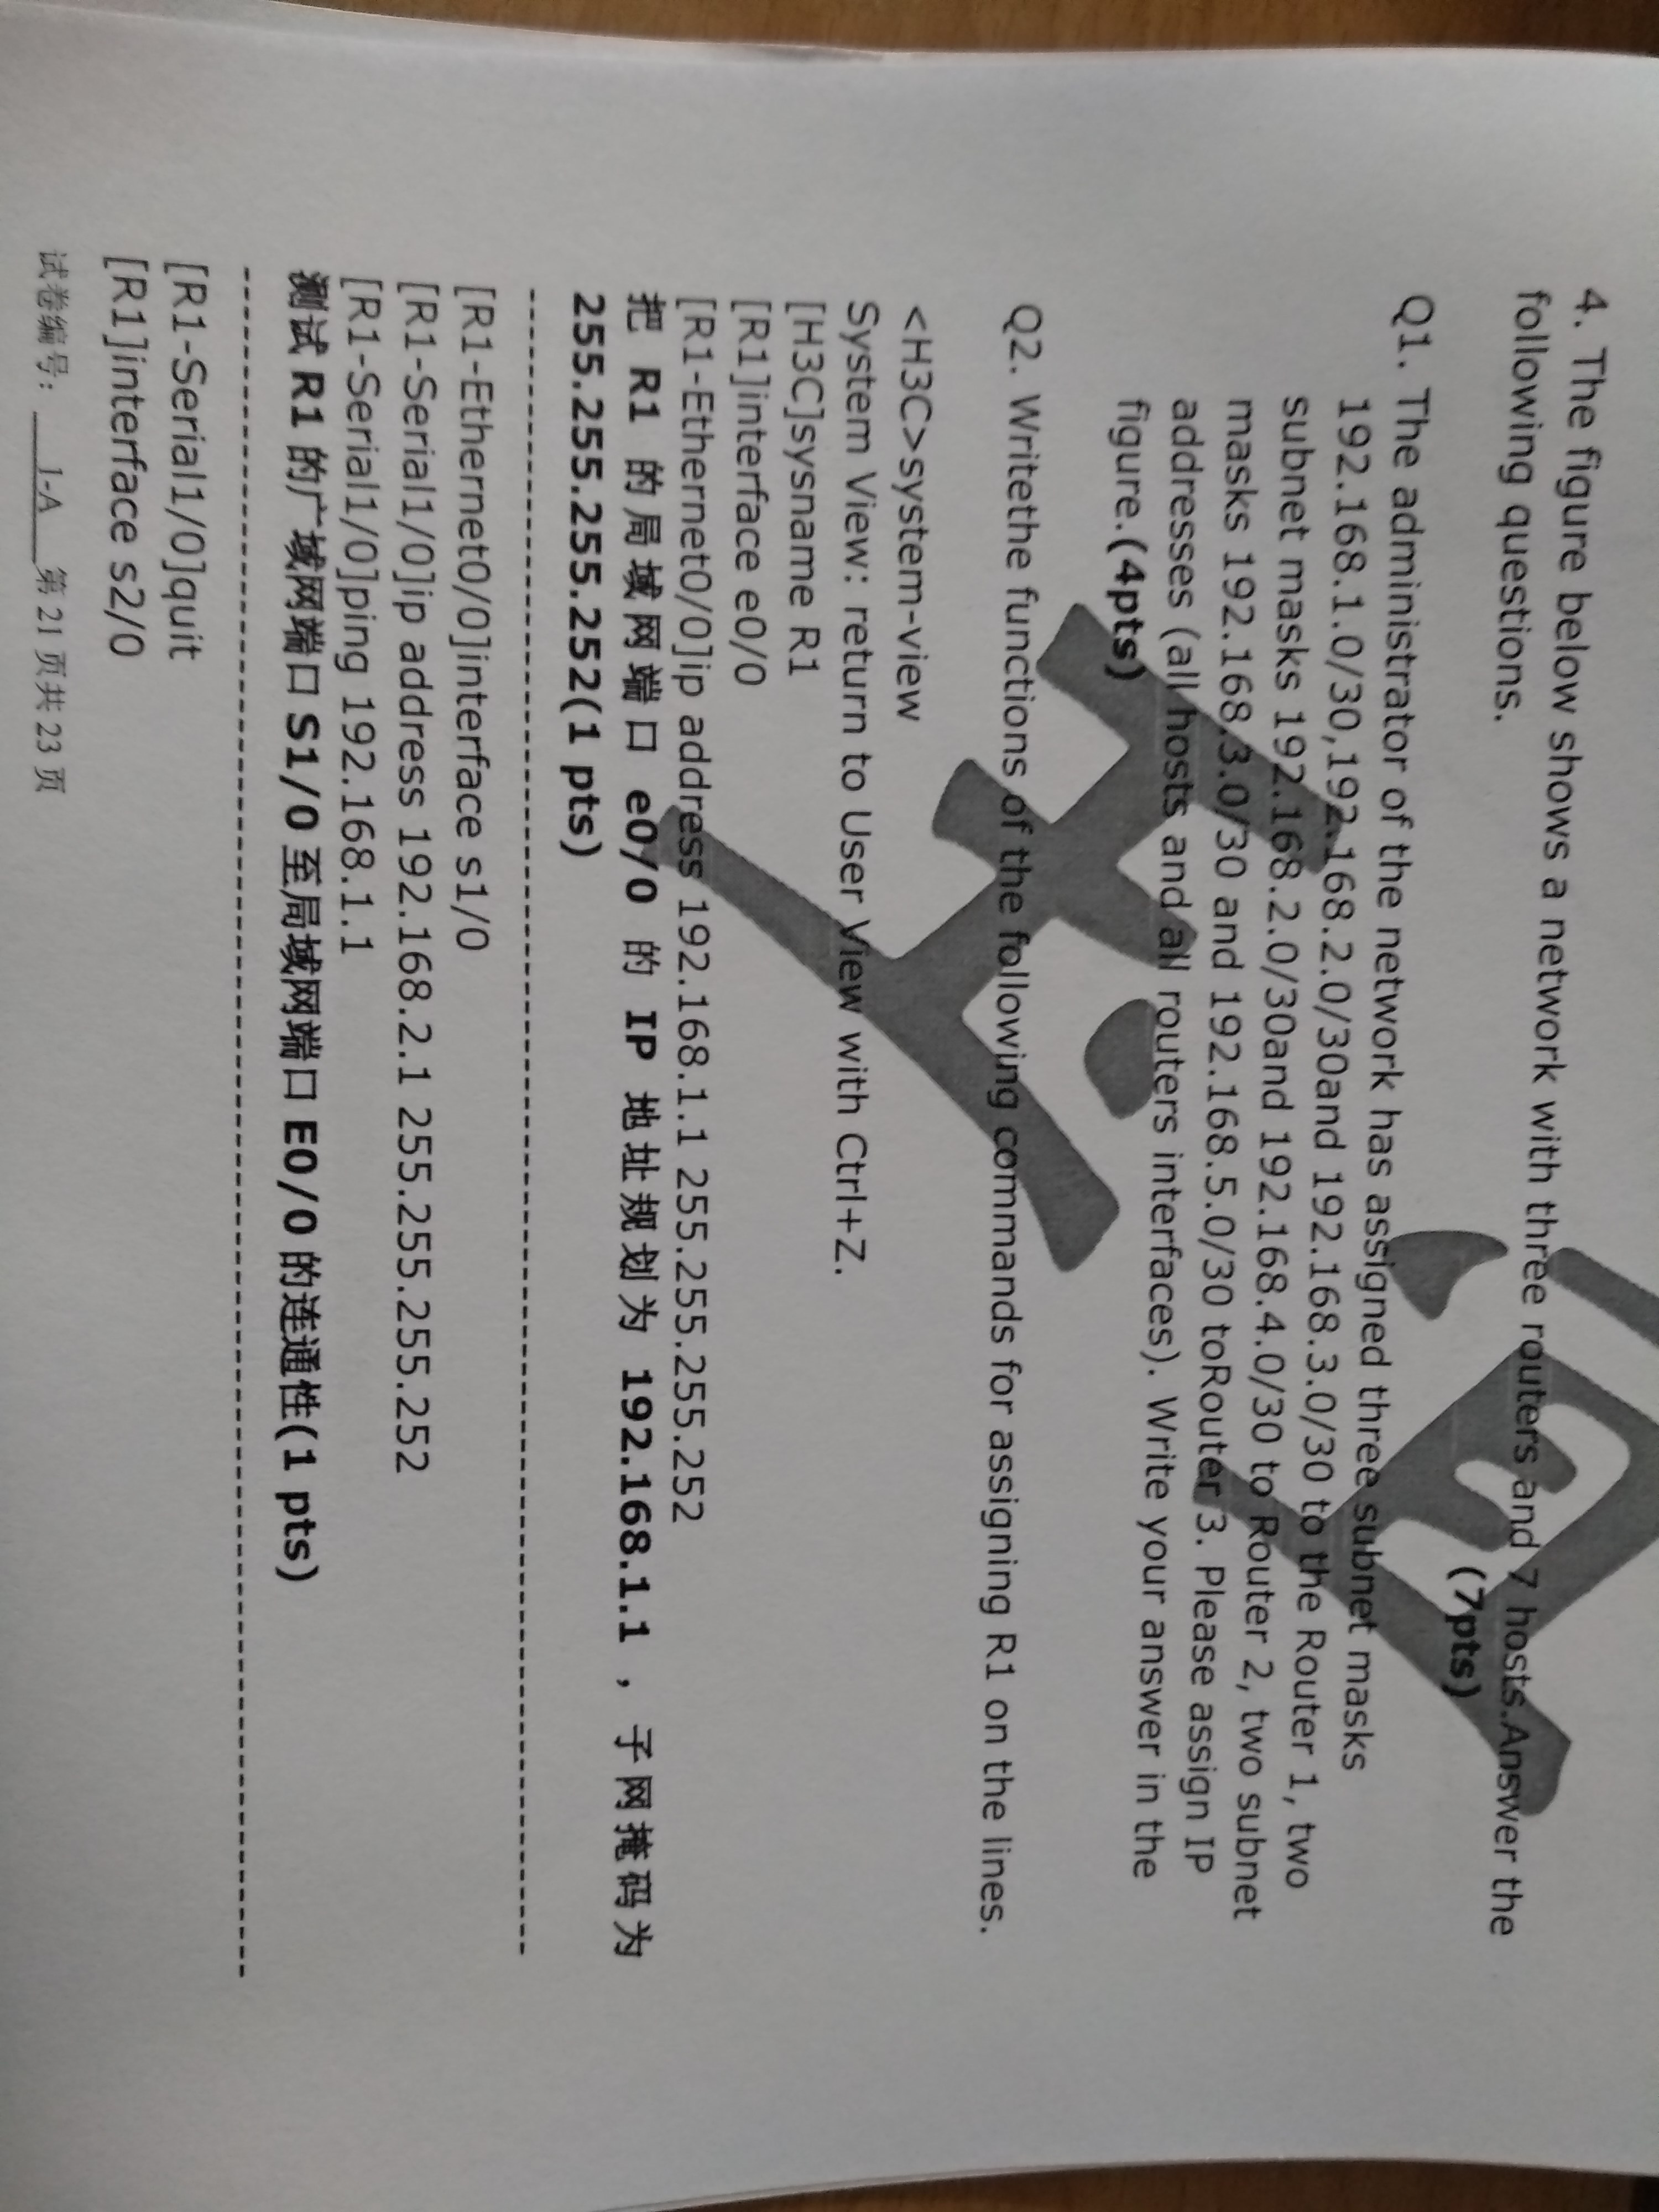 4. The figure below shows a network with three routers and 7 hosts.Answer the
following questions.
(7pts)
Q1. The administrator of the network has assigned three subnet masks
192.168.1.0/30,192.168.2.0/30and 192.168.3.0/30 to the Router 1, two
subnet masks 192.168.2.0/30and 192.168.4.0/30 to Router 2, two subnet
masks 192.168.3.0/30 and 192.168.5.0/30 toRouter 3. Please assign IP
addresses (all hosts and all routers interfaces). Write your answer in the
figure.(4pts)
Q2. Writethe functions of the following commands for assigning R1 on the lines.
<H3C>system-view
System View: return to User View with Ctrl+Z.
[H3C]sysname R1
[R1]interface e0/0
[R1-Ethernet0/0]ip address 192.168.1.1 255.255.255.252
把 R1 的局域网端口 e0/0 的 IP 地址规划为 192.168.1.1 ，子网掩码为
255.255.255.252(1 pts)
[R1-Ethernet0/0]interface s1/0
[R1-Serial1/0]ip address 192.168.2.1 255.255.255.252
[R1-Serial1/0]ping 192.168.1.1
测试 R1 的广域网端口 S1/0 至局域网端口 E0/0 的连通性(1 pts)
[R1-Serial1/0]quit
[R1]interface s2/0
试卷编号: 1-A 第 21 页共 23 页